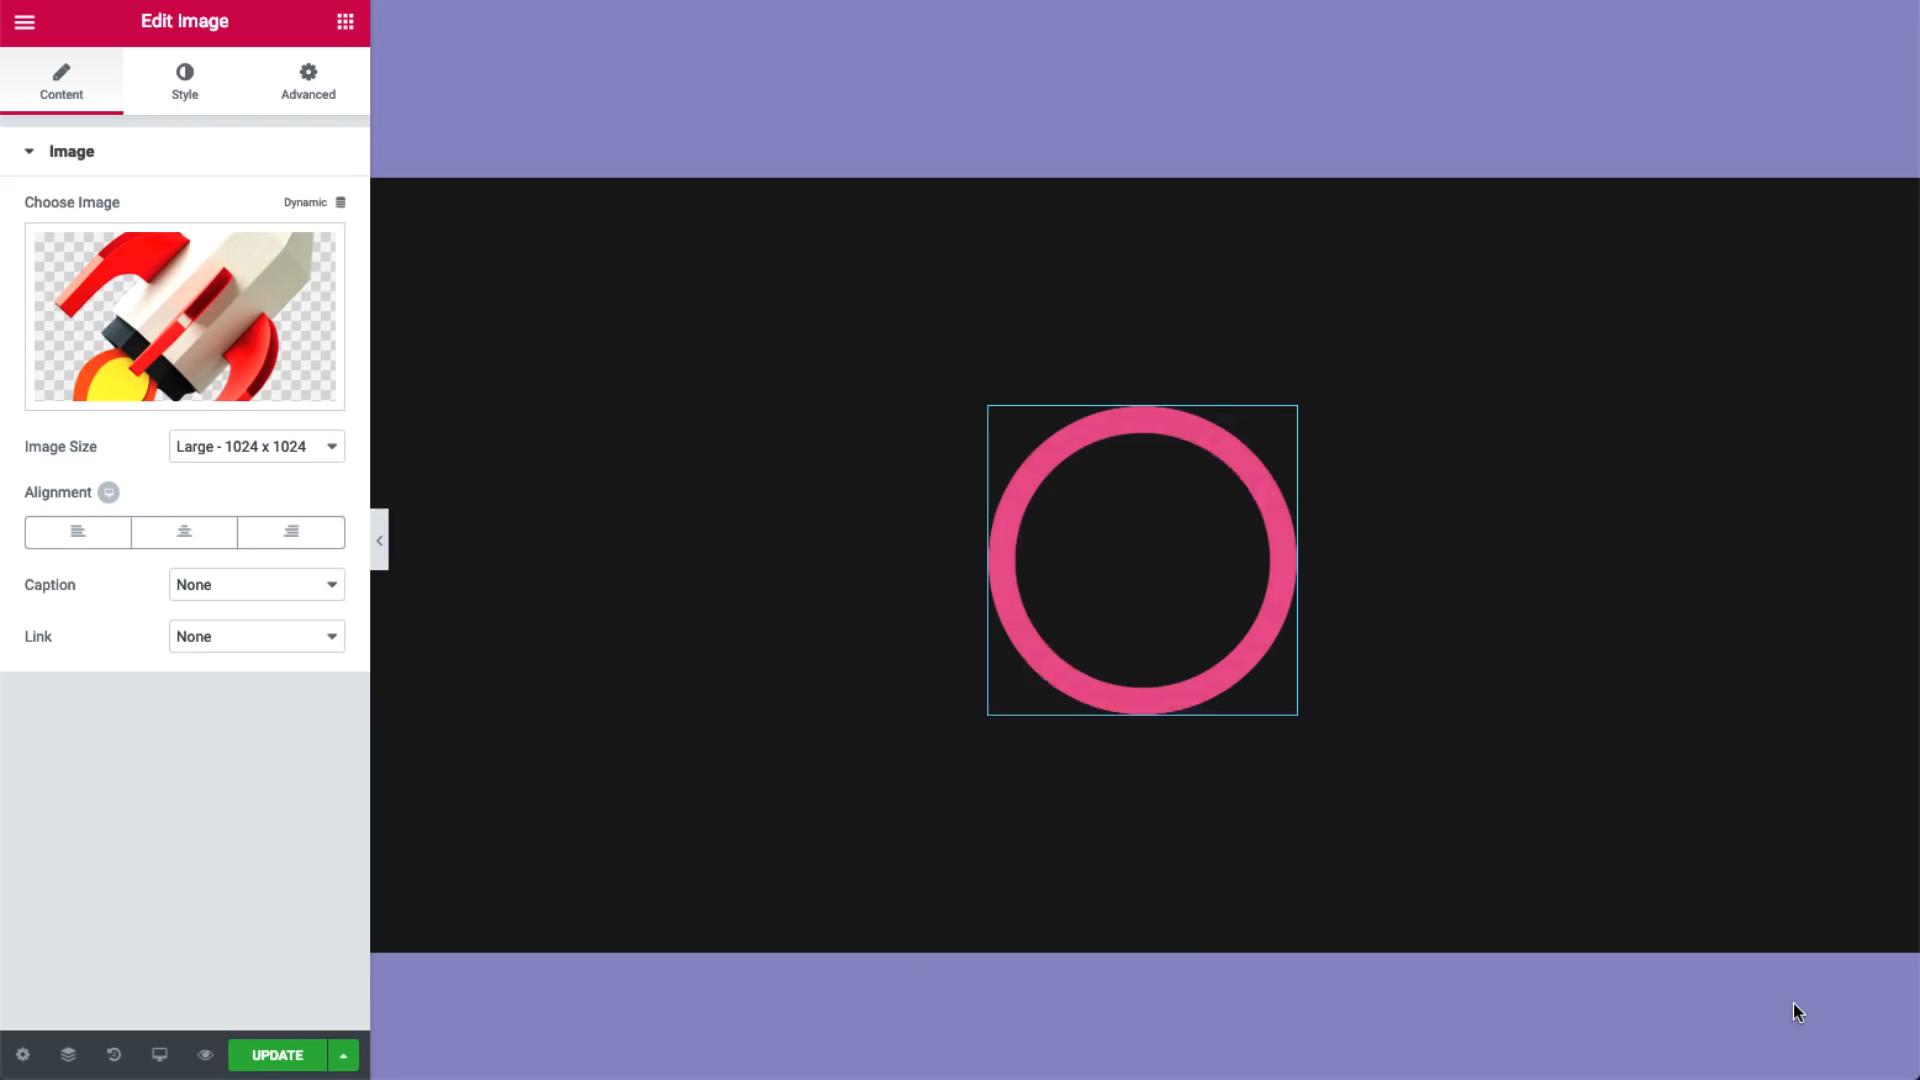 Edit Image
Content Style Advanced
Image
Choose Image Dynamic
Image Size Large - 1024 x 1024
Alignment
Caption None
Link None
UPDATE